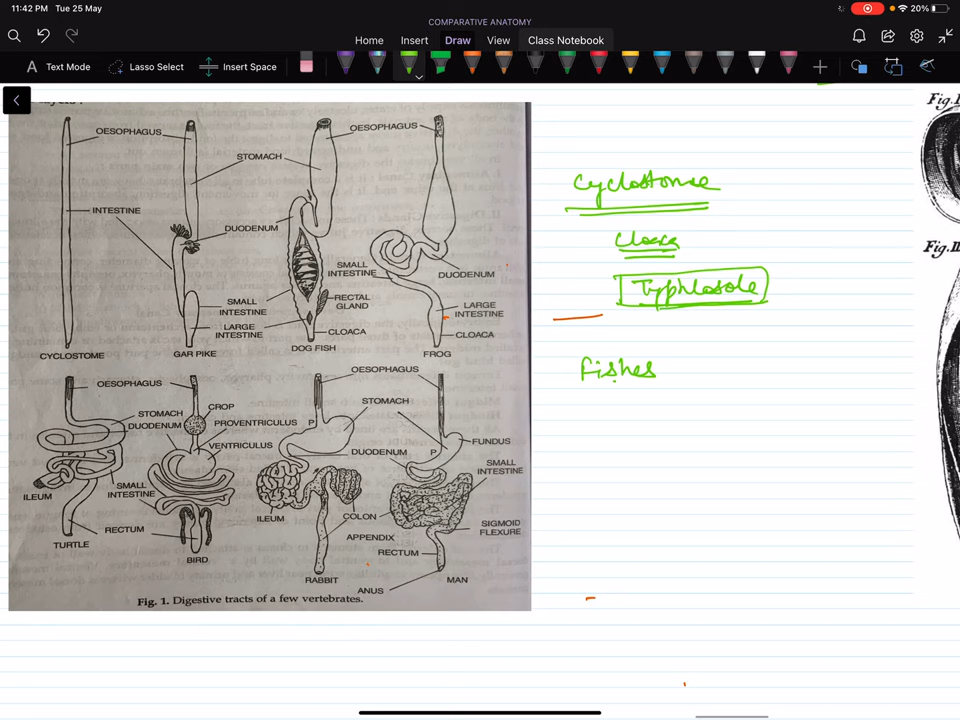 11:42 PM Tue 25 May
20%
COMPARATIVE ANATOMY
Home Insert Draw View Class Notebook
Text Mode Lasso Select Insert Space
OESOPHAGUS
OESOPHAGUS
STOMACH
INTESTINE
DUODENUM
SMALL
INTESTINE
DUODENUM
RECTAL
GLAND
SMALL
INTESTINE
LARGE
INTESTINE
LARGE
INTESTINE
CLOACA
CLOACA
CYCLOSTOME
GAR PIKE
DOG FISH
FROG
OESOPHAGUS
OESOPHAGUS
STOMACH
DUODENUM
CROP
PROVENTRICULUS
P
STOMACH
VENTRICULUS
FUNDUS
DUODENUM
P
SMALL
INTESTINE
ILEUM
SMALL
INTESTINE
RECTUM
ILEUM
COLON
APPENDIX
SIGMOID
FLEXURE
RECTUM
TURTLE
BIRD
RABBIT
ANUS
MAN
Fig. 1. Digestive tracts of a few vertebrates.
Cyclostome
Cloaca
Typhlosole
Fishes
Fig.
Fig. II